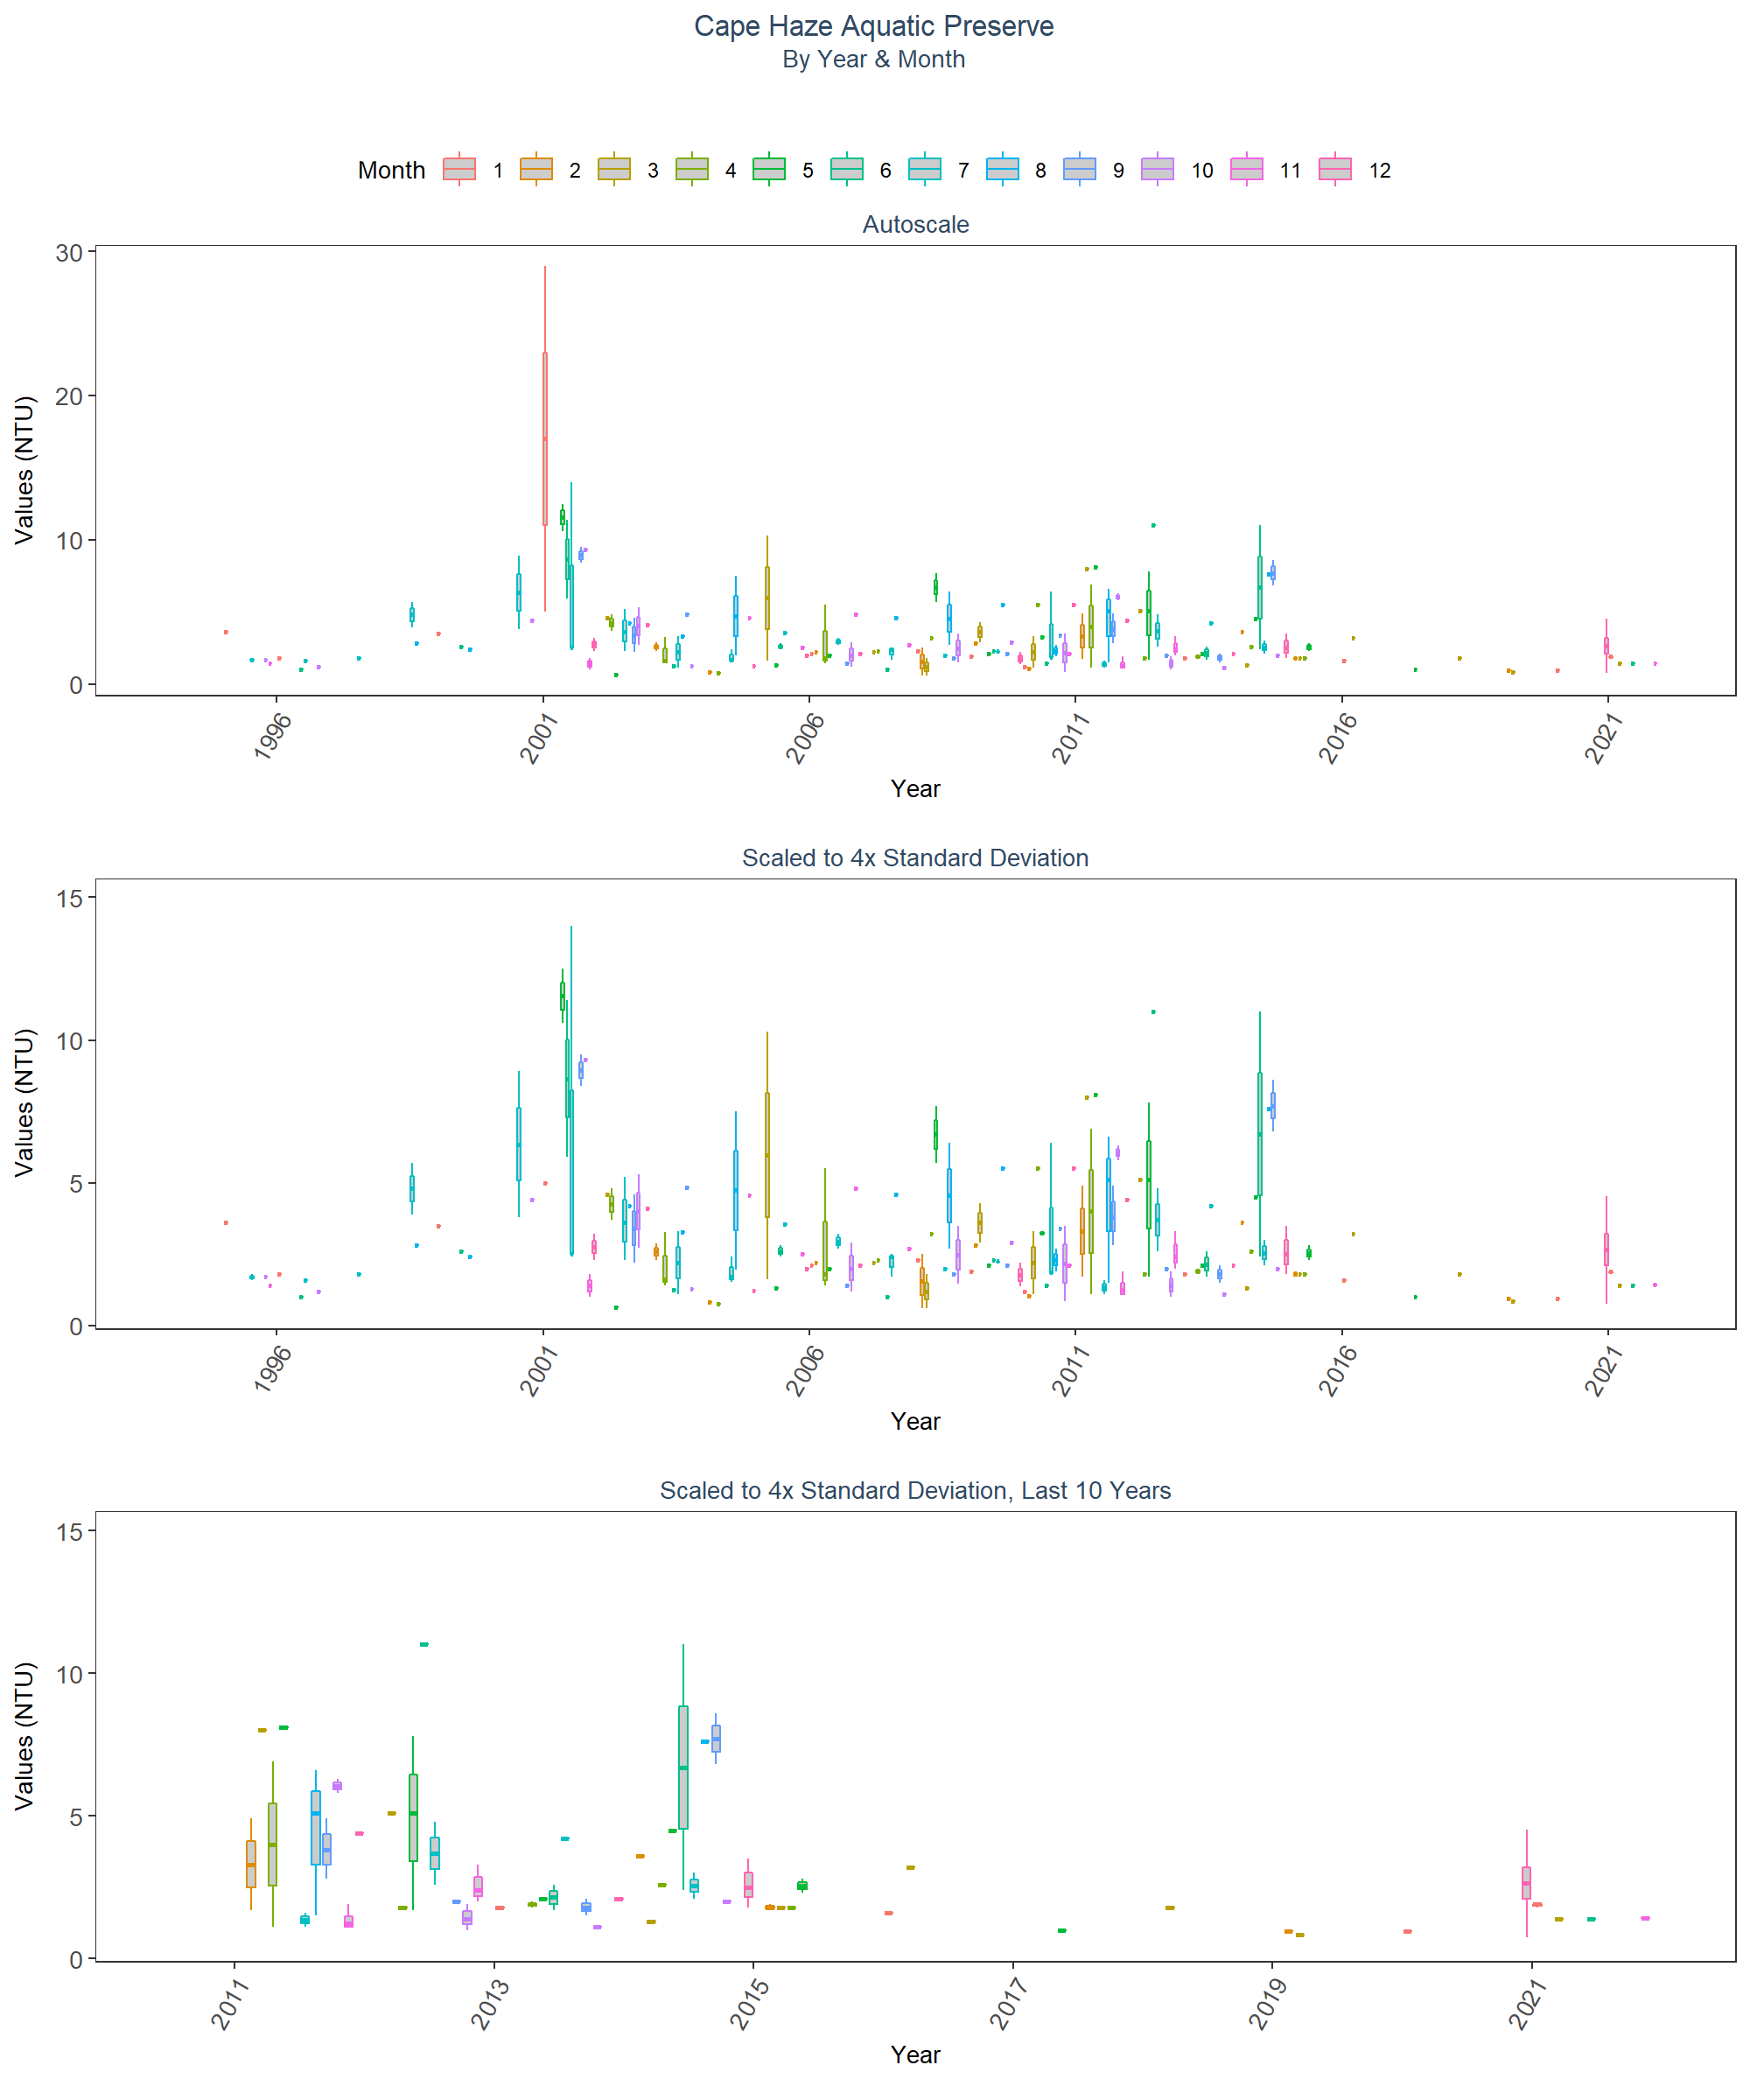 Cape Haze Aquatic Preserve
By Year & Month
Month 1 2 3 4 5 6 7 8 9 10 11 12
Autoscale
Values (NTU)
30
20
10
0
1996 2001 2006 2011 2016 2021
Year
Scaled to 4x Standard Deviation
Values (NTU)
15
10
5
0
1996 2001 2006 2011 2016 2021
Year
Scaled to 4x Standard Deviation, Last 10 Years
Values (NTU)
15
10
5
0
2011 2013 2015 2017 2019 2021
Year